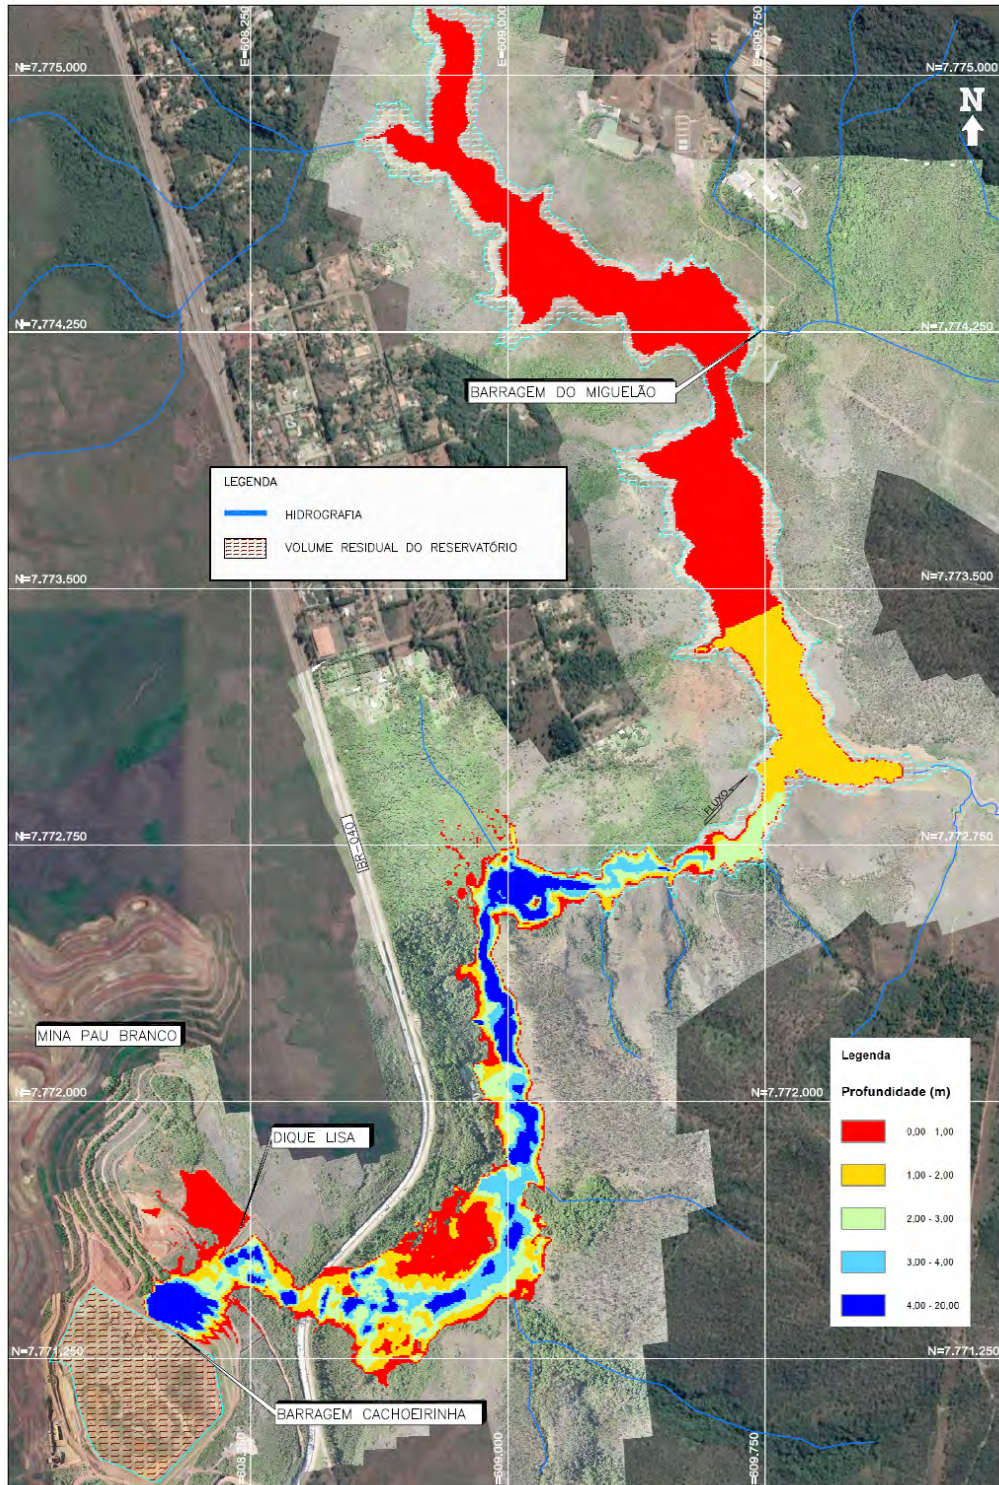 E=608.250
E=609.000
E=609.750
N=7.775.000
N=7.775.000
N
N=7.774.250
N=7.774.250
BARRAGEM DO MIGUELÃO
LEGENDA
HIDROGRAFIA
VOLUME RESIDUAL DO RESERVATÓRIO
N=7.773.500
N=7.773.500
FLUXO
N=7.772.750
N=7.772.750
BR-040
MINA PAU BRANCO
N=7.772.000
N=7.772.000
DIQUE LISA
Legenda
Profundidade (m)
0,00 - 1,00
1,00 - 2,00
2,00 - 3,00
3,00 - 4,00
4,00 - 20,00
N=7.771.250
N=7.771.250
BARRAGEM CACHOEIRINHA
=608.250
=609.000
=609.750